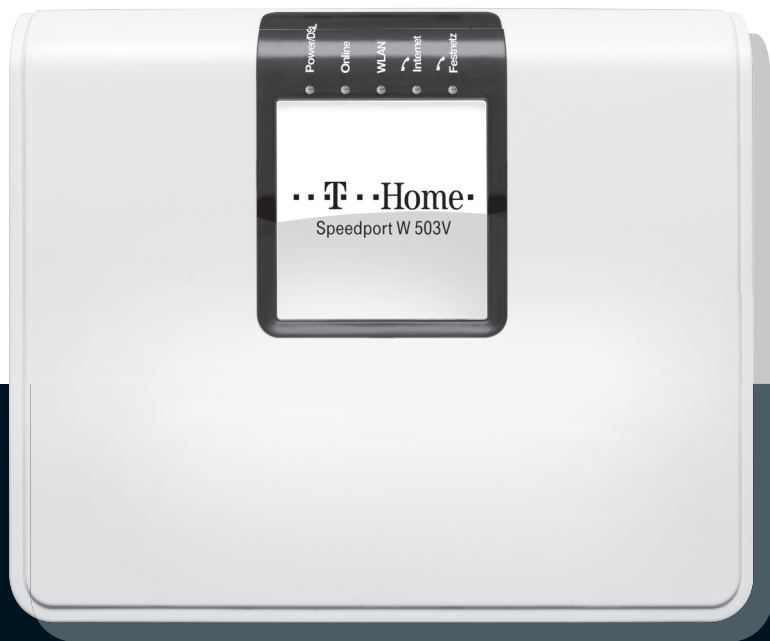 Power/DSL
Online
WLAN
Internet
Festnetz
··T··Home·
Speedport W 503V